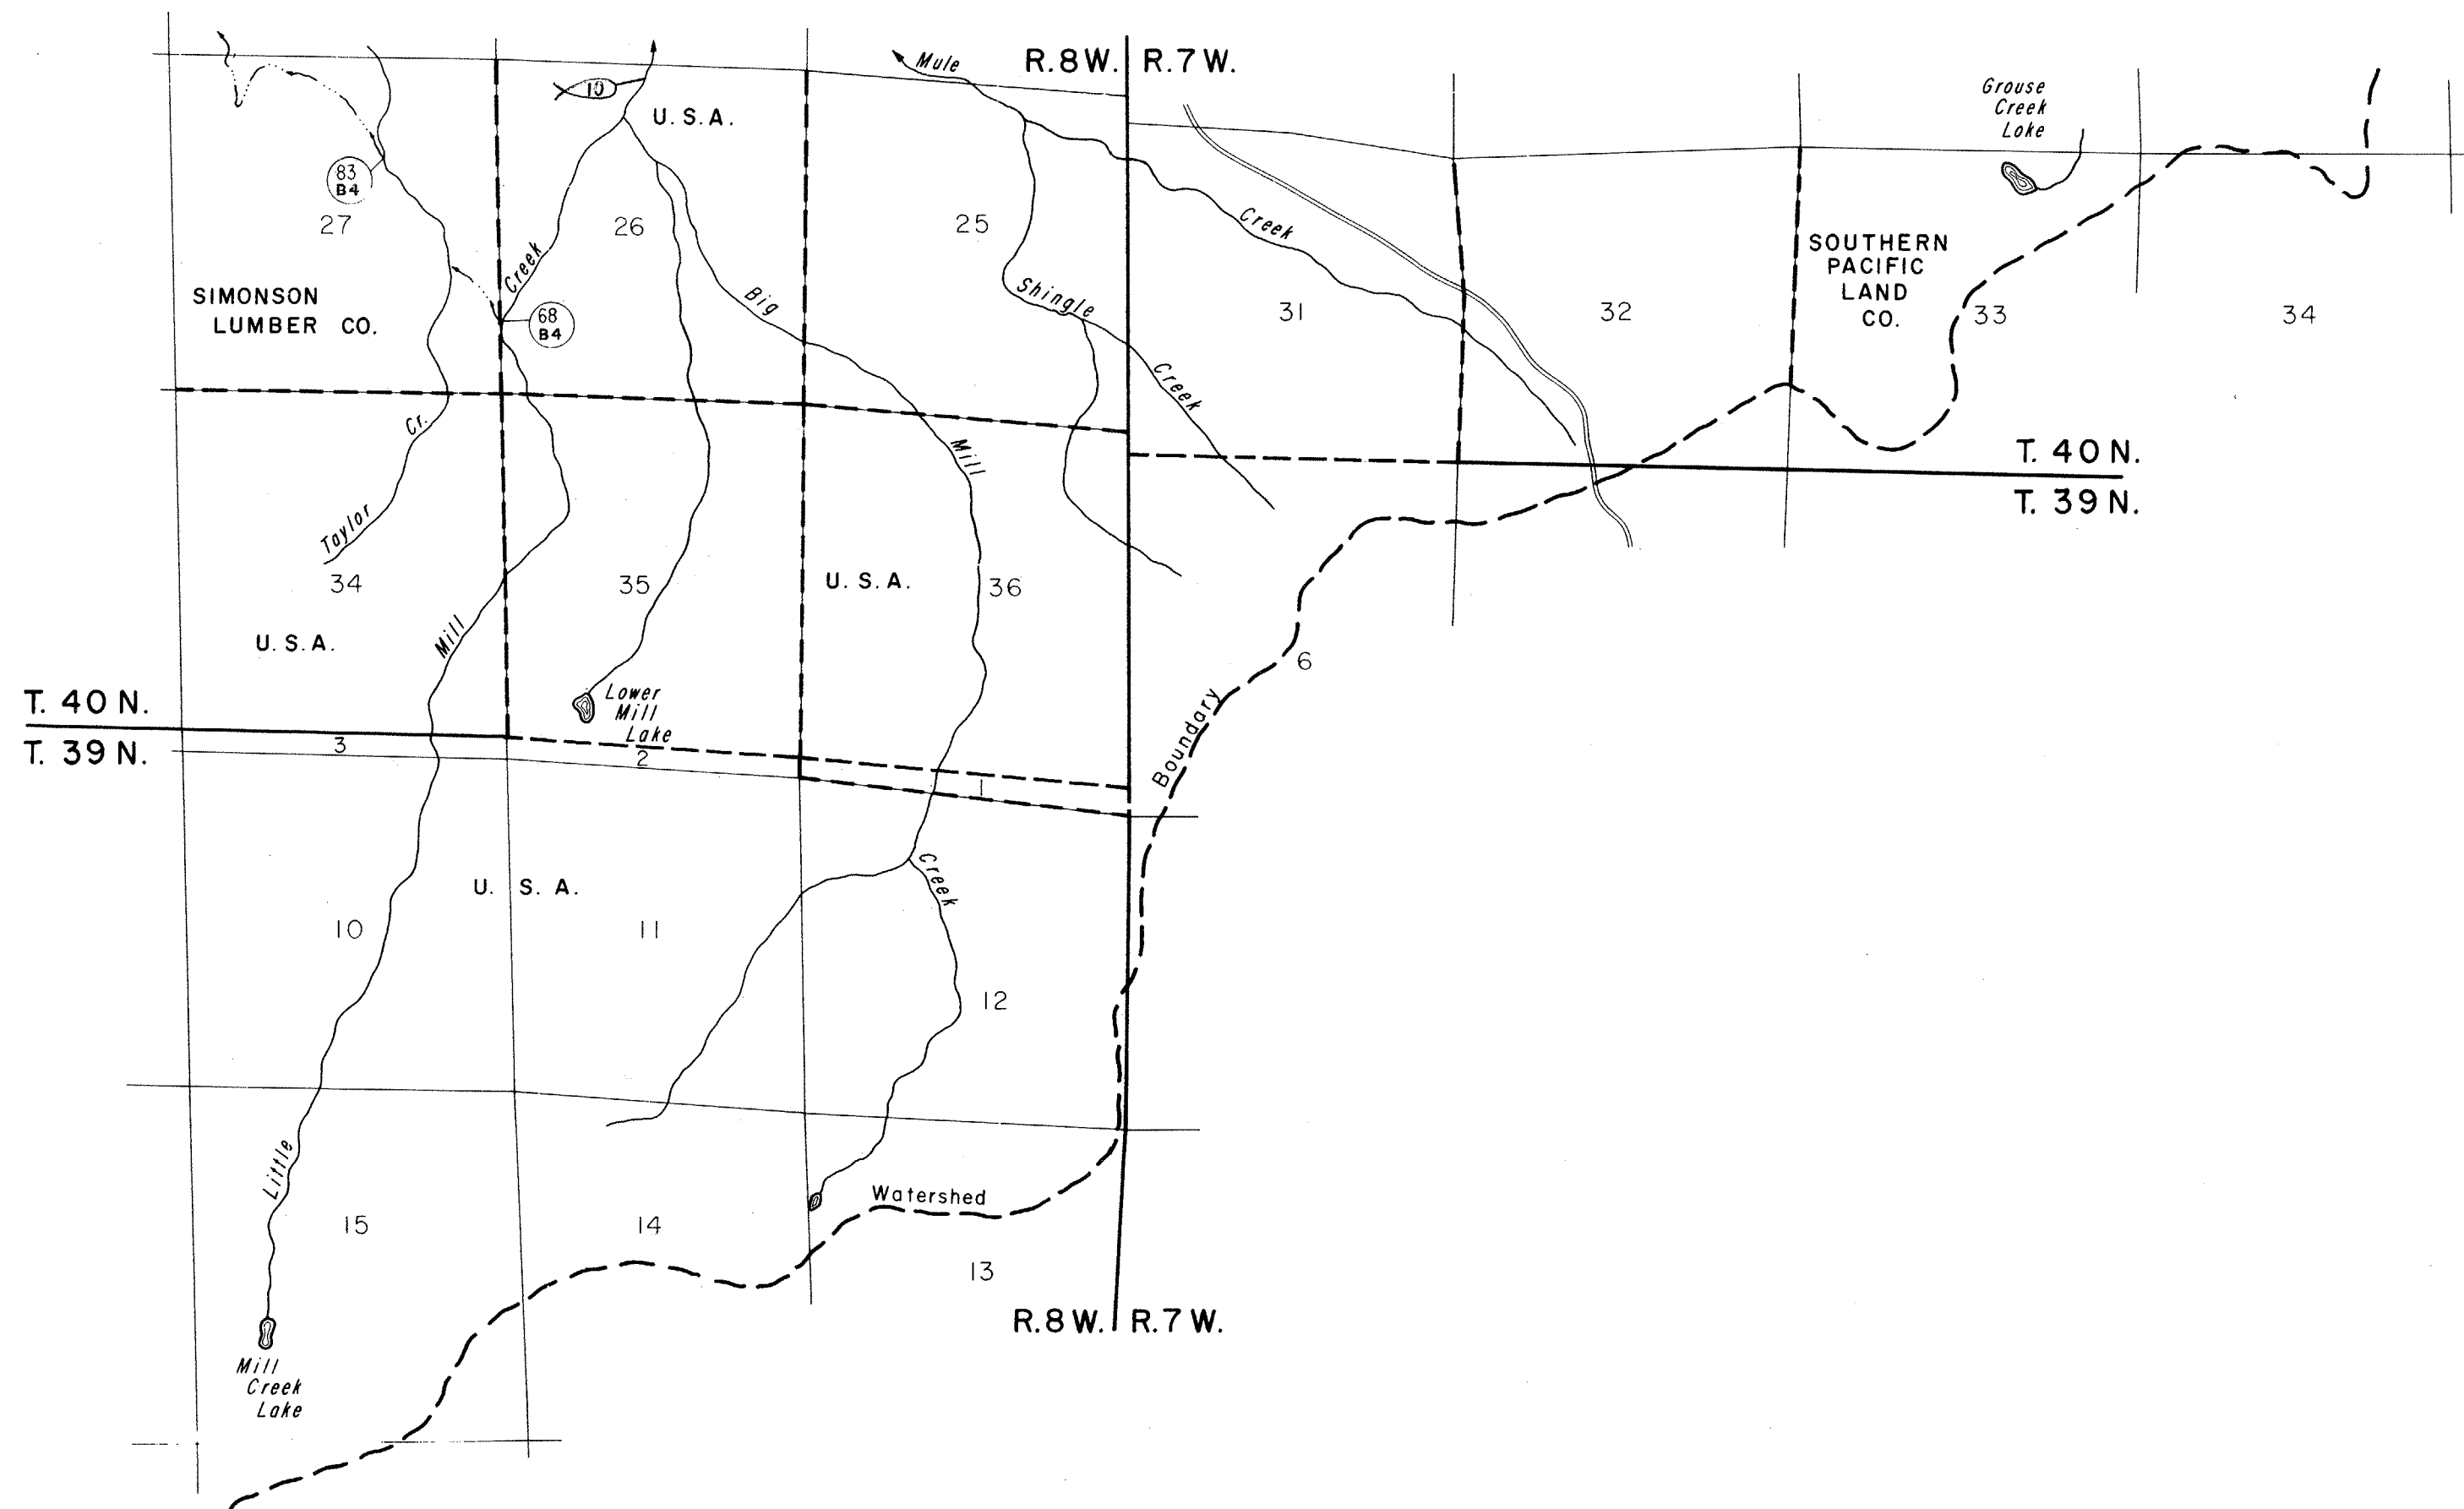 R.8W. R.7W.
Mule
Grouse
Creek
Lake
10
U.S.A.
83
B4
27
26
25
Creek
Creek
SOUTHERN
PACIFIC
LAND
CO.
SIMONSON
LUMBER CO.
Big
Shingle
31
32
33
34
68
B4
Creek
Cr.
Mill
T. 40 N.
T. 39 N.
Taylor
34
35
U.S.A.
36
U.S.A.
Mill
6
Lower
Mill
Lake
T. 40 N.
T. 39 N.
3
2
1
Boundary
U. S. A.
Creek
10
11
12
Little
Watershed
15
14
13
R.8W. R.7W.
Mill
Creek
Lake